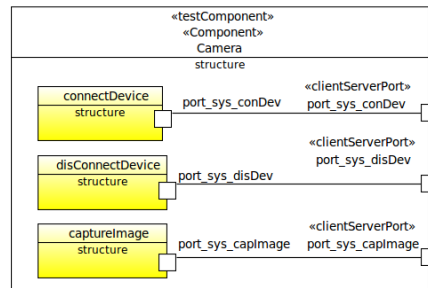 «testComponent»
«Component»
Camera
structure
connectDevice
structure
port_sys_conDev
«clientServerPort»
port_sys_conDev
disConnectDevice
structure
port_sys_disDev
«clientServerPort»
port_sys_disDev
captureImage
structure
port_sys_capImage
«clientServerPort»
port_sys_capImage